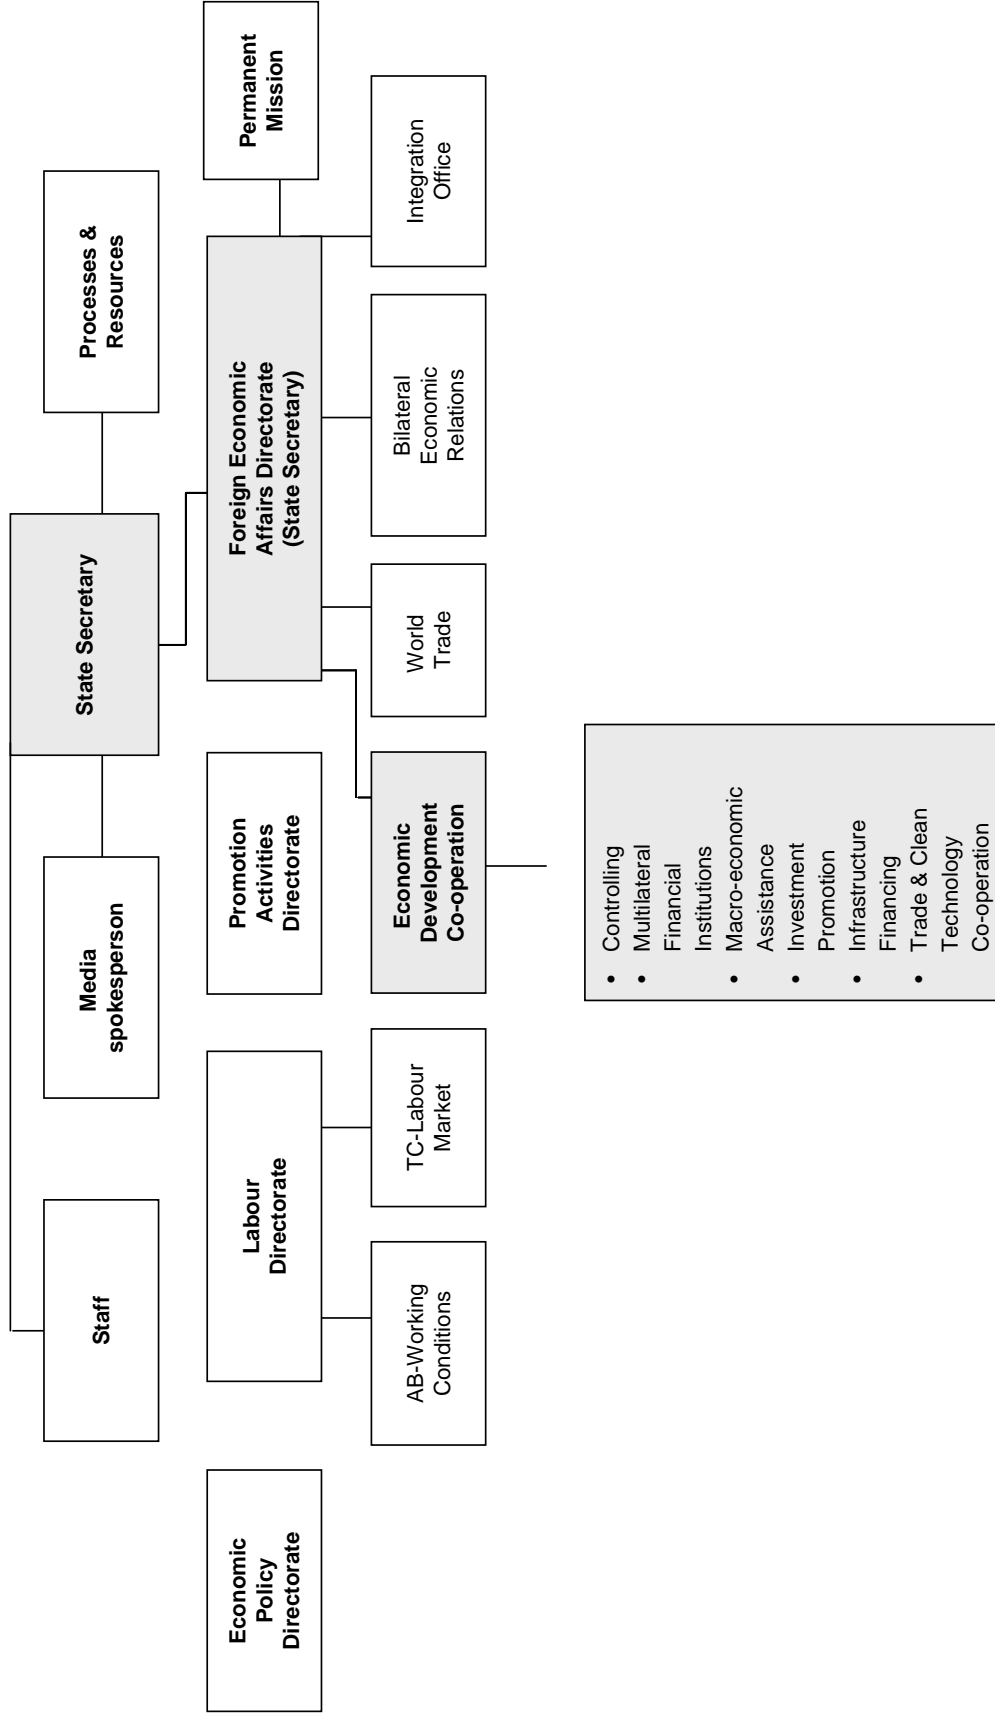 State Secretary
Staff
Media
spokesperson
Processes &
Resources
Economic
Policy
Directorate
Labour
Directorate
Promotion
Activities
Directorate
Foreign Economic
Affairs Directorate
(State Secretary)
Permanent
Mission
AB-Working
Conditions
TC-Labour
Market
Economic
Development
Co-operation
World
Trade
Bilateral
Economic
Relations
Integration
Office
• Controlling
• Multilateral
Financial
Institutions
• Macro-economic
Assistance
• Investment
Promotion
• Infrastructure
Financing
• Trade & Clean
Technology
Co-operation